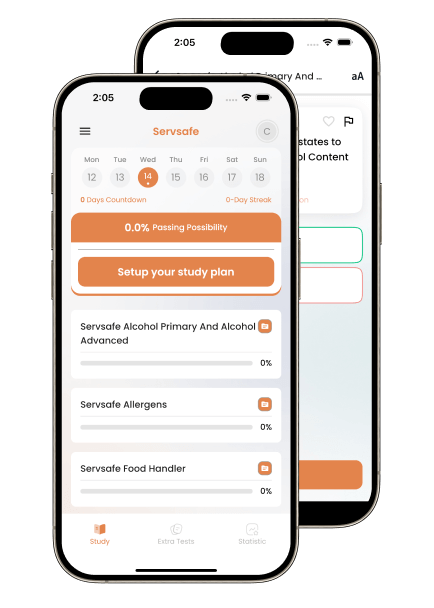 2:05
Primary And ...
aA
states to
ol Content
2:05
Servsafe
C
Mon Tue Wed Thu Fri Sat Sun
12 13 14 15 16 17 18
0 Days Countdown 0-Day Streak
0.0% Passing Possibility
Setup your study plan
Servsafe Alcohol Primary And Alcohol
Advanced
0%
Servsafe Allergens
0%
Servsafe Food Handler
0%
Study Extra Tests Statistic